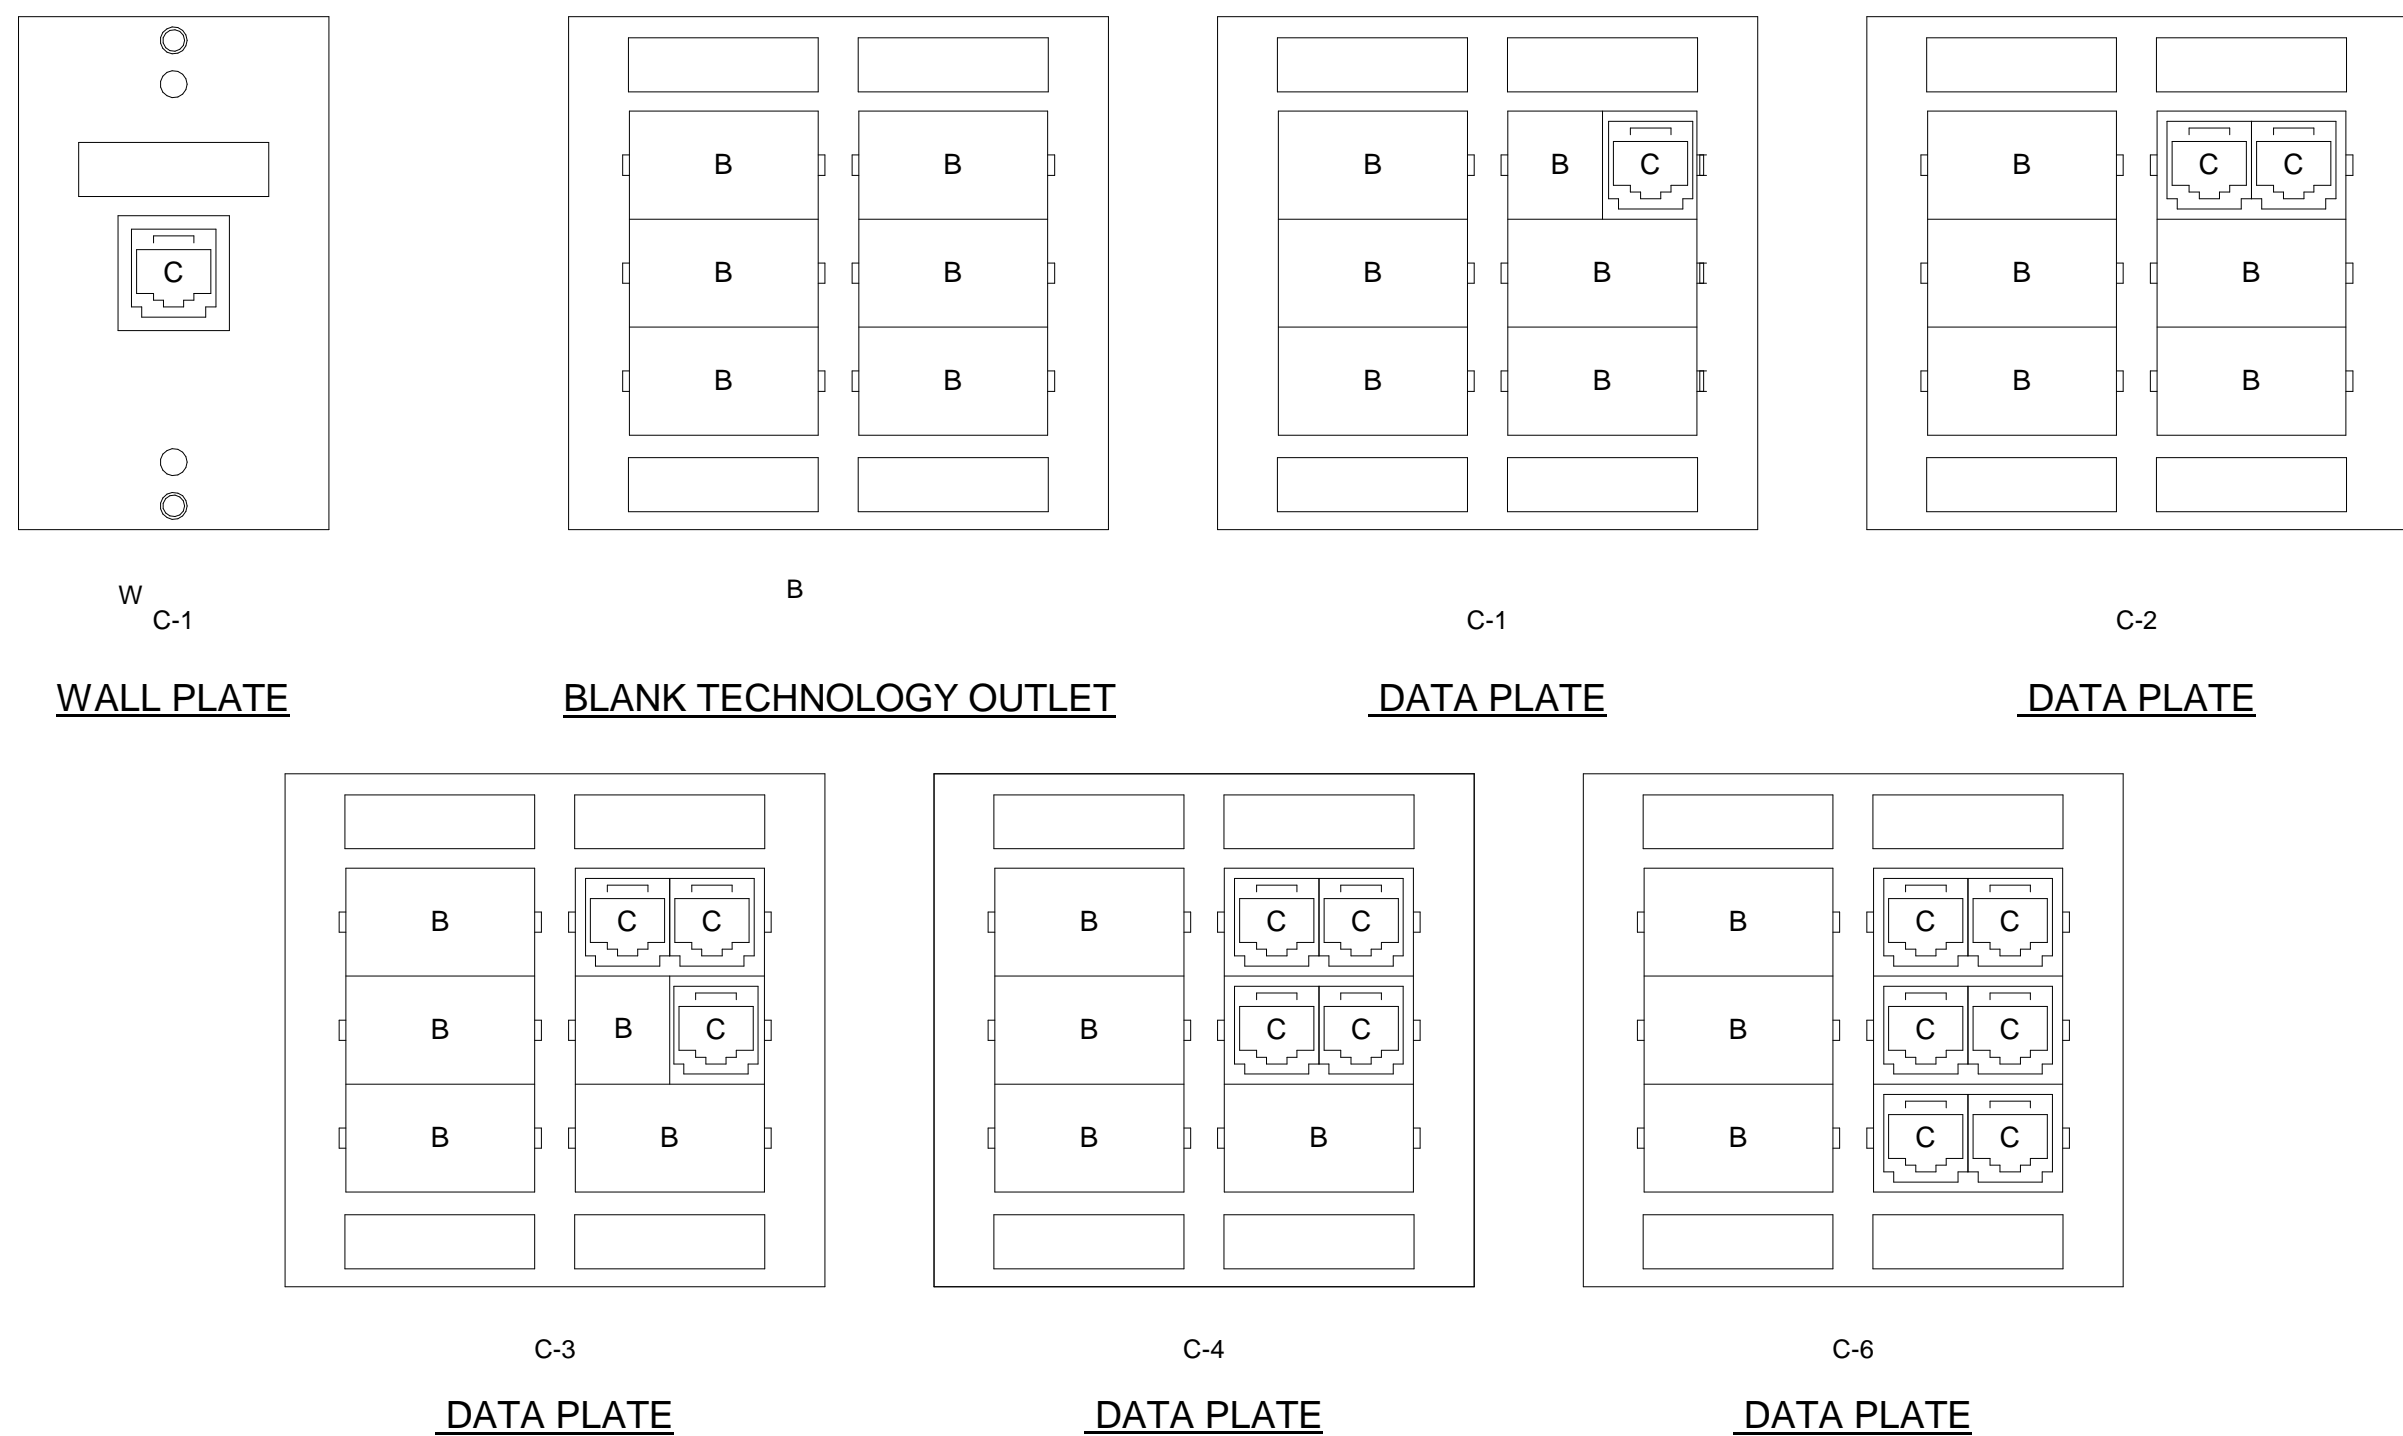 B B B B C B C C
C B B B B B B
B B B B B B
W B
C-1 C-1 C-2
WALL PLATE BLANK TECHNOLOGY OUTLET DATA PLATE DATA PLATE
B C C B C C B C C
B B C B C C B C C
B B B B B C C
C-3 C-4 C-6
DATA PLATE DATA PLATE DATA PLATE